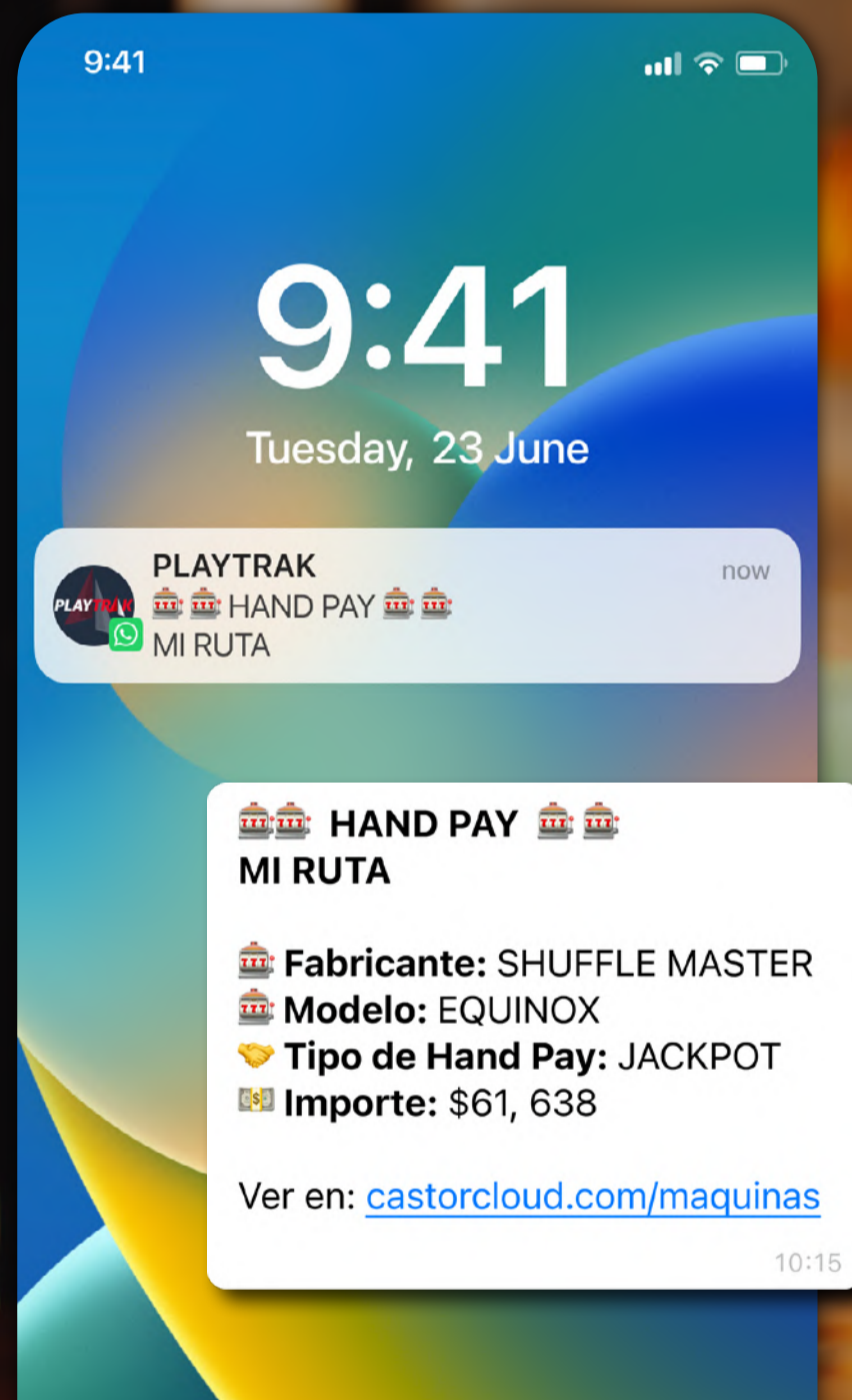 9:41
9:41
Tuesday, 23 June
PLAYTRAK
now
PLAYTRAK
🎰 🎰 HAND PAY 🎰 🎰
MI RUTA
🎰🎰 HAND PAY 🎰 🎰
MI RUTA
🎰 Fabricante: SHUFFLE MASTER
🎰 Modelo: EQUINOX
🤝 Tipo de Hand Pay: JACKPOT
💵 Importe: $61, 638
Ver en: castorcloud.com/maquinas
10:15